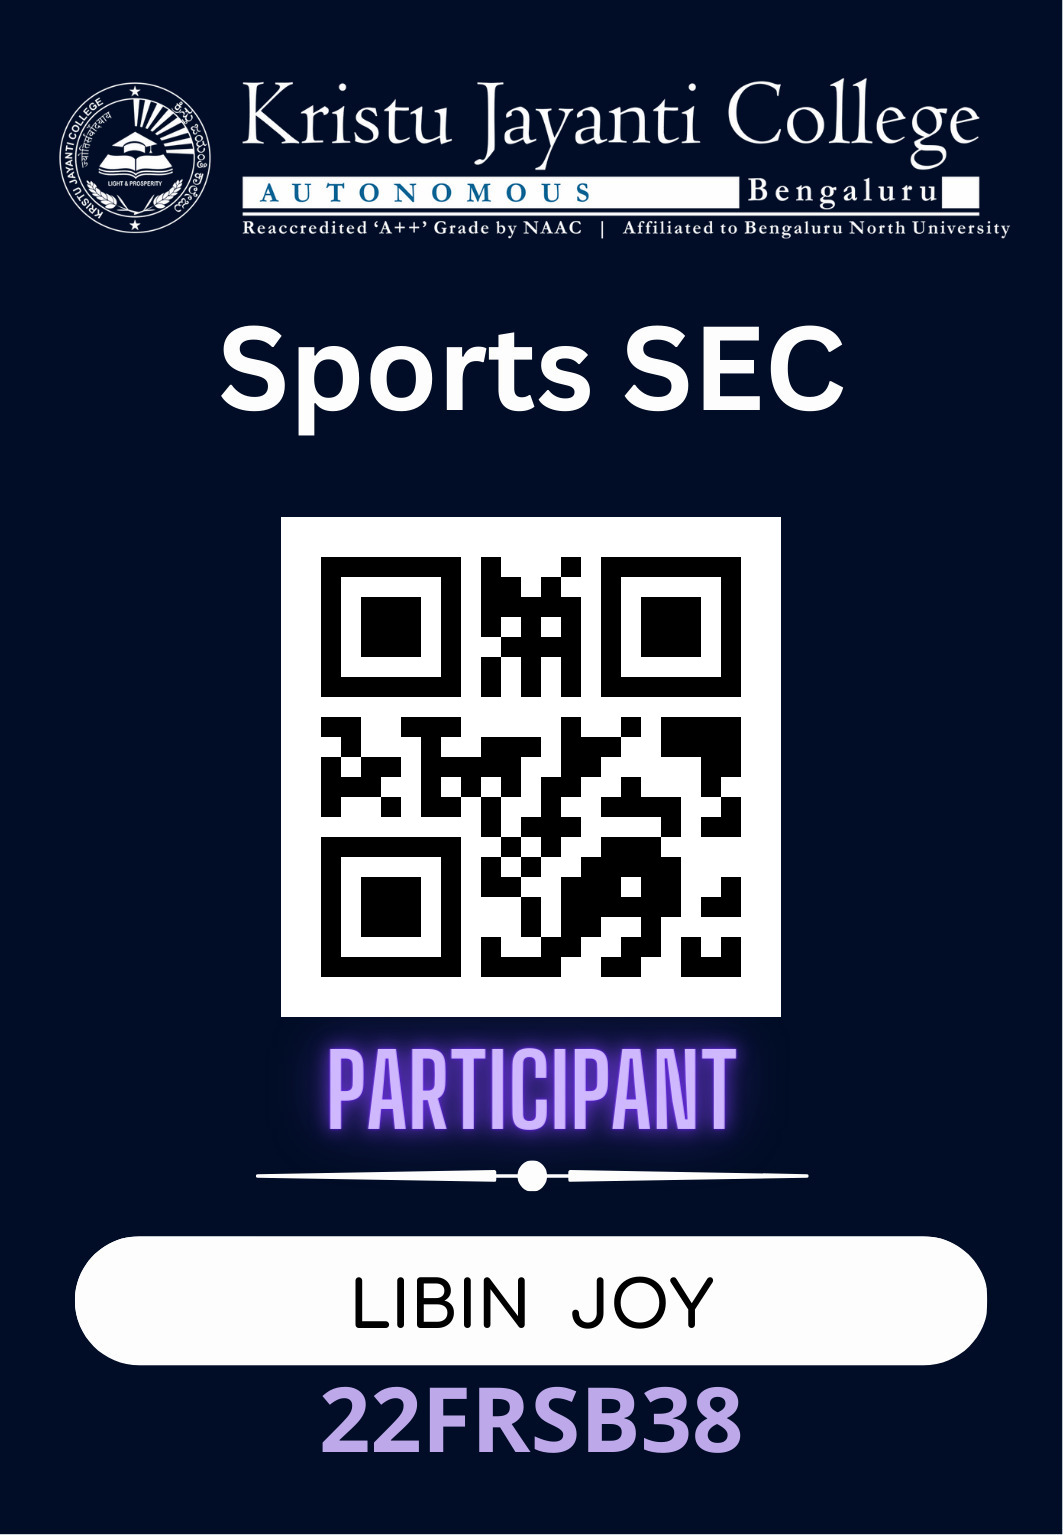 KRISTU JAYANTI COLLEGE
ಕ್ರಿಸ್ತು ಜಯಂತಿ ಕಾಲೇಜು
LIGHT & PROSPERITY
Kristu Jayanti College
AUTONOMOUS Bengaluru
Reaccredited ‘A++’ Grade by NAAC | Affiliated to Bengaluru North University
Sports SEC
PARTICIPANT
LIBIN JOY
22FRSB38